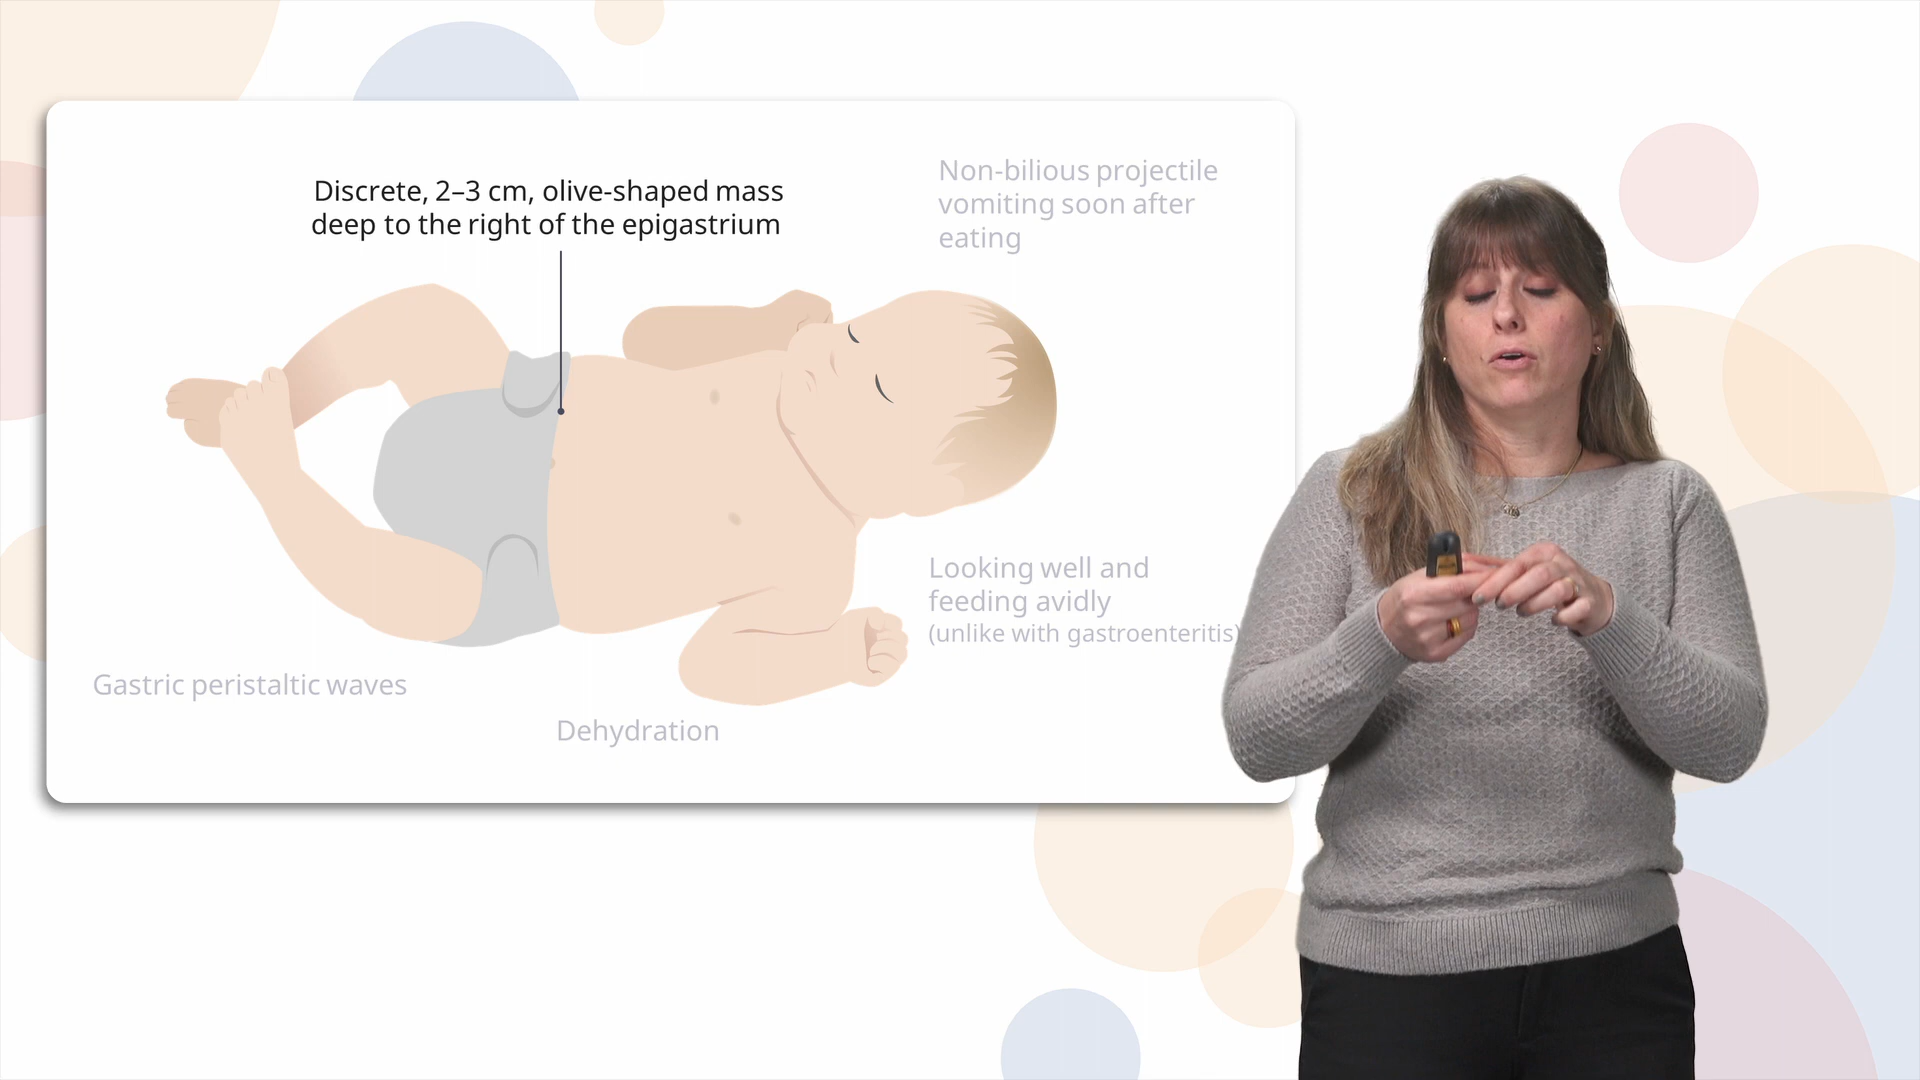 Discrete, 2–3 cm, olive-shaped mass
deep to the right of the epigastrium
Non-bilious projectile
vomiting soon after
eating
Looking well and
feeding avidly
(unlike with gastroenteritis)
Gastric peristaltic waves
Dehydration